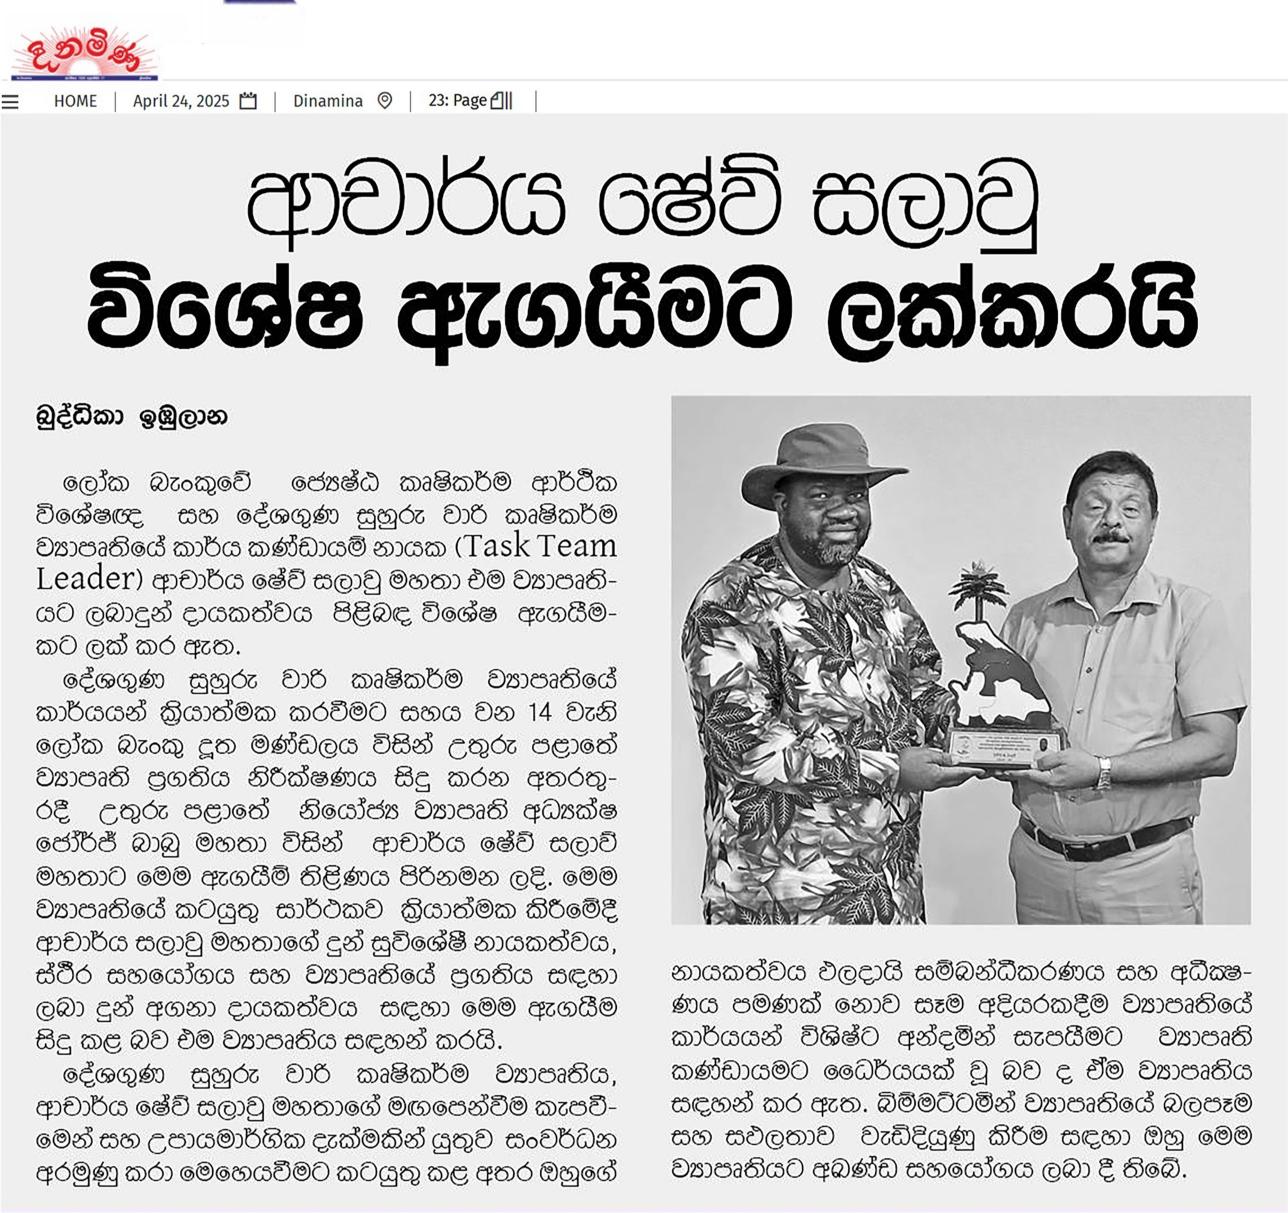 දිනමිණ
HOME
April 24, 2025
Dinamina
23: Page
ආචාර්ය ෂේව් සලාවු
විශේෂ ඇගයීමට ලක්කරයි
බුද්ධිකා ඉඹුලාන
ලෝක බැංකුවේ ජ්‍යෙෂ්ඨ කෘෂිකර්ම ආර්ථික
විශේෂඥ සහ දේශගුණ සුහුරු වාරි කෘෂිකර්ම
ව්‍යාපෘතියේ කාර්ය කණ්ඩායම් නායක (Task Team
Leader) ආචාර්ය ෂේව් සලාවු මහතා එම ව්‍යාපෘති-
යට ලබාදුන් දායකත්වය පිළිබඳ විශේෂ ඇගයීම-
කට ලක් කර ඇත.
දේශගුණ සුහුරු වාරි කෘෂිකර්ම ව්‍යාපෘතියේ
කාර්යයන් ක්‍රියාත්මක කරවීමට සහය වන 14 වැනි
ලෝක බැංකු දූත මණ්ඩලය විසින් උතුරු පළාතේ
ව්‍යාපෘති ප්‍රගතිය නිරීක්ෂණය සිදු කරන අතරතු-
රදී උතුරු පළාතේ නියෝජ්‍ය ව්‍යාපෘති අධ්‍යක්ෂ
ජෝර්ජ් බාබු මහතා විසින් ආචාර්ය ෂේව් සලාව්
මහතාට මෙම ඇගයීම් තිළිණය පිරිනමන ලදි. මෙම
ව්‍යාපෘතියේ කටයුතු සාර්ථකව ක්‍රියාත්මක කිරීමේදී
ආචාර්ය සලාවු මහතාගේ දුන් සුවිශේෂී නායකත්වය,
ස්ථීර සහයෝගය සහ ව්‍යාපෘතියේ ප්‍රගතිය සඳහා
ලබා දුන් අගනා දායකත්වය සඳහා මෙම ඇගයීම
සිදු කළ බව එම ව්‍යාපෘතිය සඳහන් කරයි.
දේශගුණ සුහුරු වාරි කෘෂිකර්ම ව්‍යාපෘතිය,
ආචාර්ය ෂේව් සලාවු මහතාගේ මඟපෙන්වීම කැපවී-
මෙන් සහ උපායමාර්ගික දැක්මකින් යුතුව සංවර්ධන
අරමුණු කරා මෙහෙයවීමට කටයුතු කළ අතර ඔහුගේ
නායකත්වය ඵලදායි සම්බන්ධීකරණය සහ අධීක්ෂ-
ණය පමණක් නොව සෑම අදියරකදීම ව්‍යාපෘතියේ
කාර්යයන් විශිෂ්ට අන්දමින් සැපයීමට ව්‍යාපෘති
කණ්ඩායමට ධෛර්යයක් වූ බව ද ඒම ව්‍යාපෘතිය
සඳහන් කර ඇත. බිම්මට්ටමින් ව්‍යාපෘතියේ බලපෑම
සහ සඵලතාව වැඩිදියුණු කිරීම සඳහා ඔහු මෙම
ව්‍යාපෘතියට අඛණ්ඩ සහයෝගය ලබා දී තිබේ.